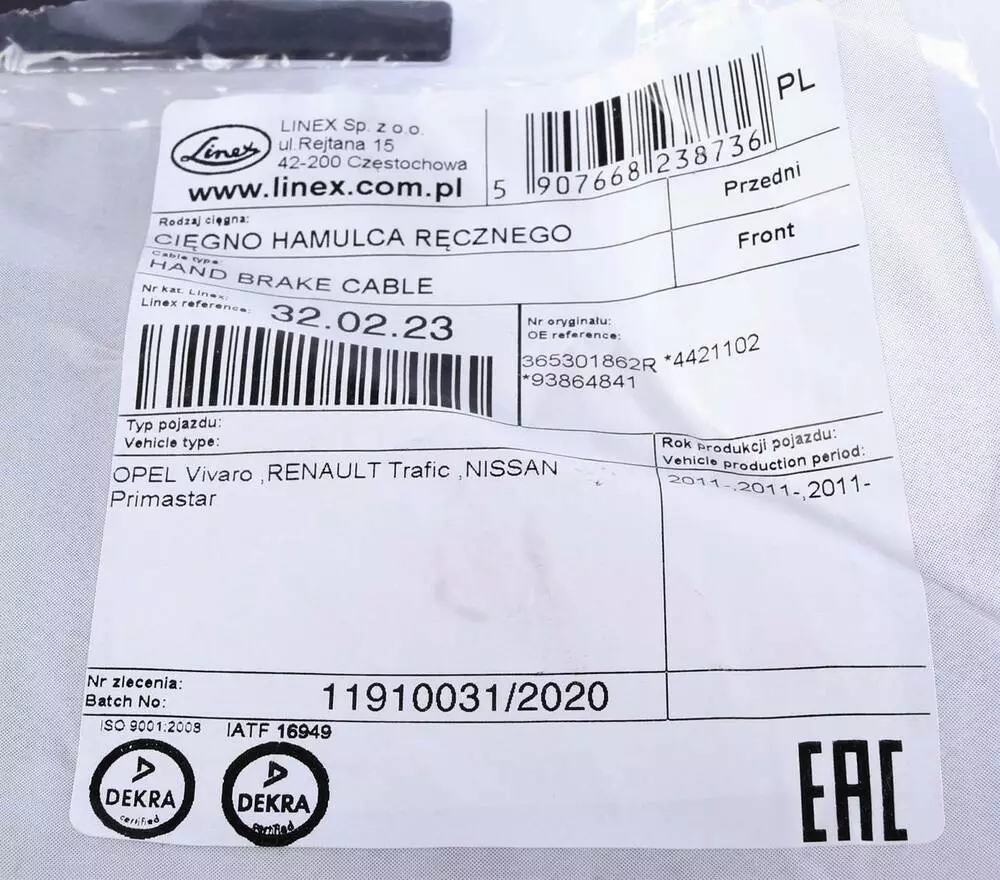 Linex
LINEX Sp. z o.o.
ul.Rejtana 15
42-200 Częstochowa
www.linex.com.pl
5 907668 238736
PL
Rodzaj cięgna:
CIĘGNO HAMULCA RĘCZNEGO
Przedni
Cable type:
HAND BRAKE CABLE
Front
Nr kat. Linex:
Linex reference:
32.02.23
Nr oryginału:
OE reference:
365301862R *4421102
*93864841
Typ pojazdu:
Vehicle type:
Rok produkcji pojazdu:
Vehicle production period:
OPEL Vivaro ,RENAULT Trafic ,NISSAN
Primastar
2011-,2011-,2011-
Nr zlecenia:
Batch No:
11910031/2020
ISO 9001:2008
IATF 16949
DEKRA
certified
DEKRA
certified
EAC